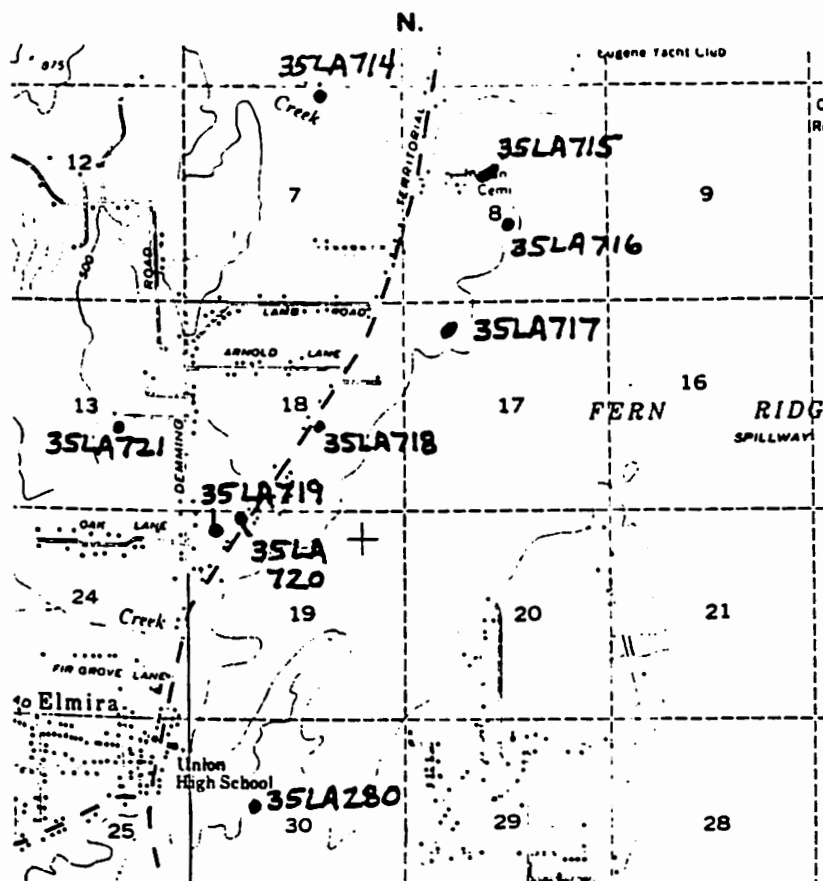 N.
875
35LA714
Eugene Yacht Club
Creek
TERRITORIAL
35LA715
12
7
Cem
8
9
35LA716
500
ROAD
LAMB ROAD
35LA717
ARNOLD LANE
16
13
18
17
FERN RIDG
35LA721
35LA718
SPILLWAY
DEMMING
35LA719
OAK LANE
35LA
720
24
19
20
21
Creek
FIR GROVE LANE
Elmira
Union
High School
35LA280
25
30
29
28